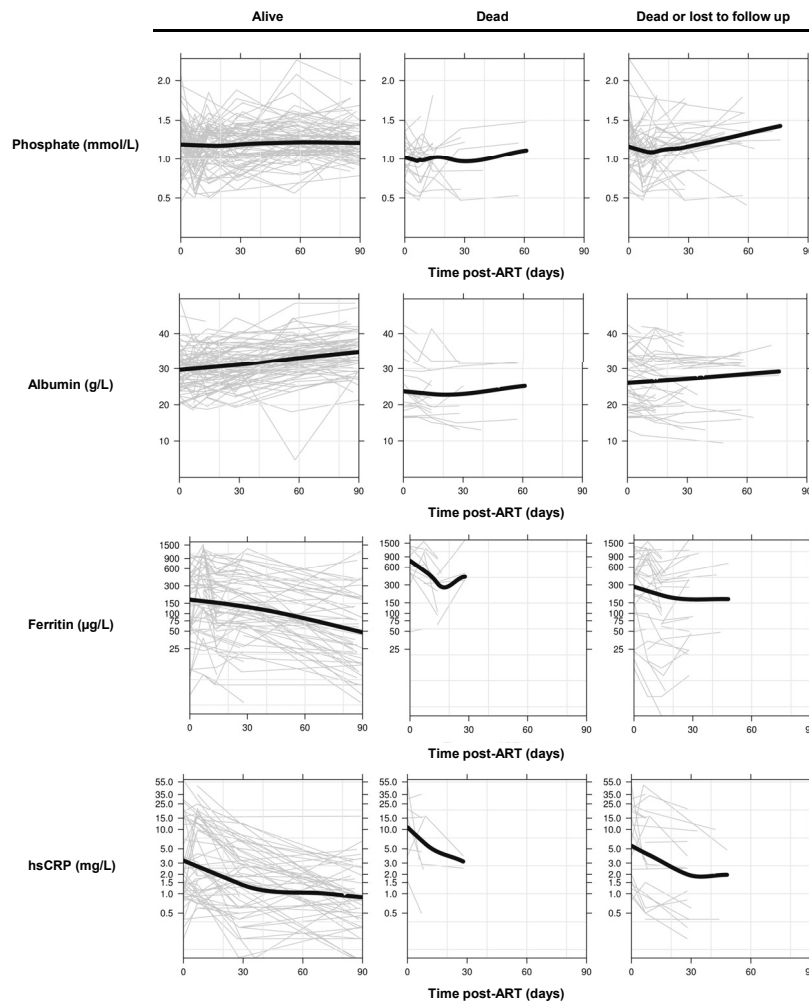 Alive Dead Dead or lost to follow up
Phosphate (mmol/L)
2.0 2.0 2.0
1.5 1.5 1.5
1.0 1.0 1.0
0.5 0.5 0.5
0 30 60 90 0 30 60 90 0 30 60 90
Time post-ART (days)
Albumin (g/L)
40 40 40
30 30 30
20 20 20
10 10 10
0 30 60 90 0 30 60 90 0 30 60 90
Time post-ART (days)
Ferritin (µg/L)
1500 1500 1500
900 900 900
600 600 600
300 300 300
150 150 150
100 100 100
75 75 75
50 50 50
25 25 25
0 30 60 90 0 30 60 90 0 30 60 90
Time post-ART (days)
hsCRP (mg/L)
55.0 55.0 55.0
35.0 35.0 35.0
25.0 25.0 25.0
15.0 15.0 15.0
10.0 10.0 10.0
5.0 5.0 5.0
3.0 3.0 3.0
2.0 2.0 2.0
1.5 1.5 1.5
1.0 1.0 1.0
0.5 0.5 0.5
0 30 60 90 0 30 60 90 0 30 60 90
Time post-ART (days)